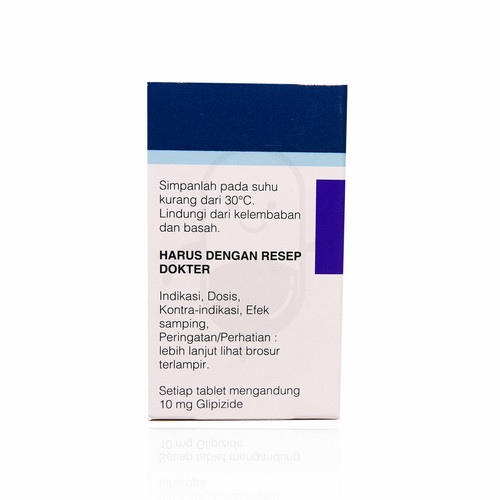 Simpanlah pada suhu
kurang dari 30°C.
Lindungi dari kelembaban
dan basah.
HARUS DENGAN RESEP
DOKTER
Indikasi, Dosis,
Kontra-indikasi, Efek
samping,
Peringatan/Perhatian :
lebih lanjut lihat brosur
terlampir.
Setiap tablet mengandung
10 mg Glipizide